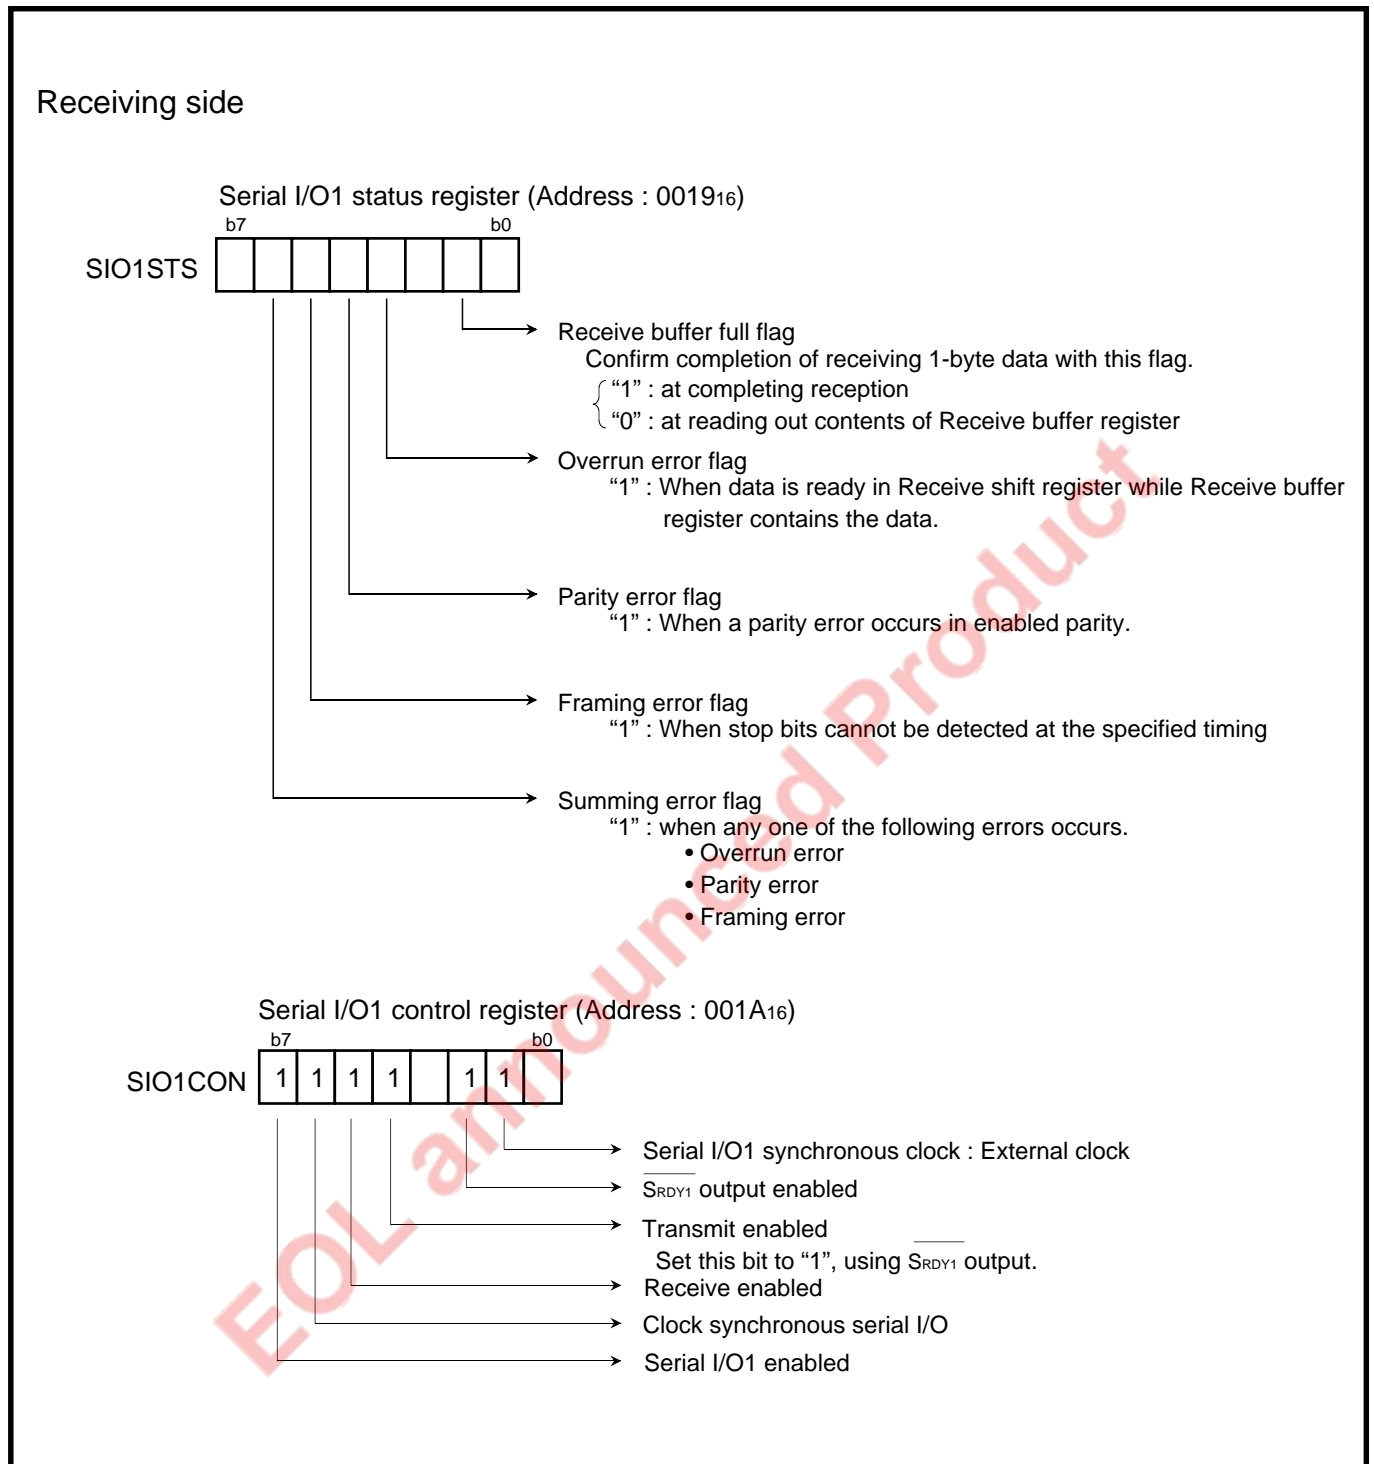 Receiving side
Serial I/O1 status register (Address : 001916)
b7 b0
SIO1STS
Receive buffer full flag
Confirm completion of receiving 1-byte data with this flag.
“1” : at completing reception
“0” : at reading out contents of Receive buffer register
Overrun error flag
“1” : When data is ready in Receive shift register while Receive buffer
register contains the data.
Parity error flag
“1” : When a parity error occurs in enabled parity.
Framing error flag
“1” : When stop bits cannot be detected at the specified timing
Summing error flag
“1” : when any one of the following errors occurs.
• Overrun error
• Parity error
• Framing error
Serial I/O1 control register (Address : 001A16)
b7 b0
SIO1CON 1 1 1 1 1 1
Serial I/O1 synchronous clock : External clock
SRDY1 output enabled
Transmit enabled
Set this bit to “1”, using SRDY1 output.
Receive enabled
Clock synchronous serial I/O
Serial I/O1 enabled
EOL announced Product